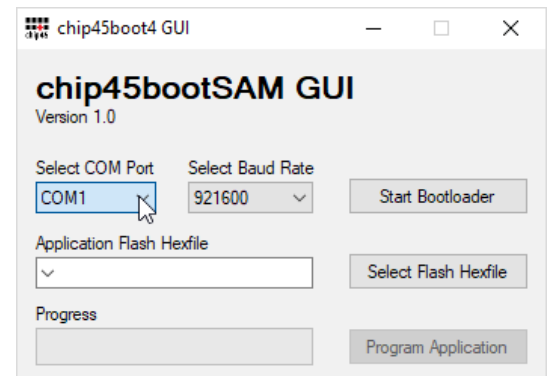 chip45 chip45boot4 GUI
chip45bootSAM GUI
Version 1.0
Select COM Port Select Baud Rate
COM1 921600 Start Bootloader
Application Flash Hexfile
Select Flash Hexfile
Progress
Program Application